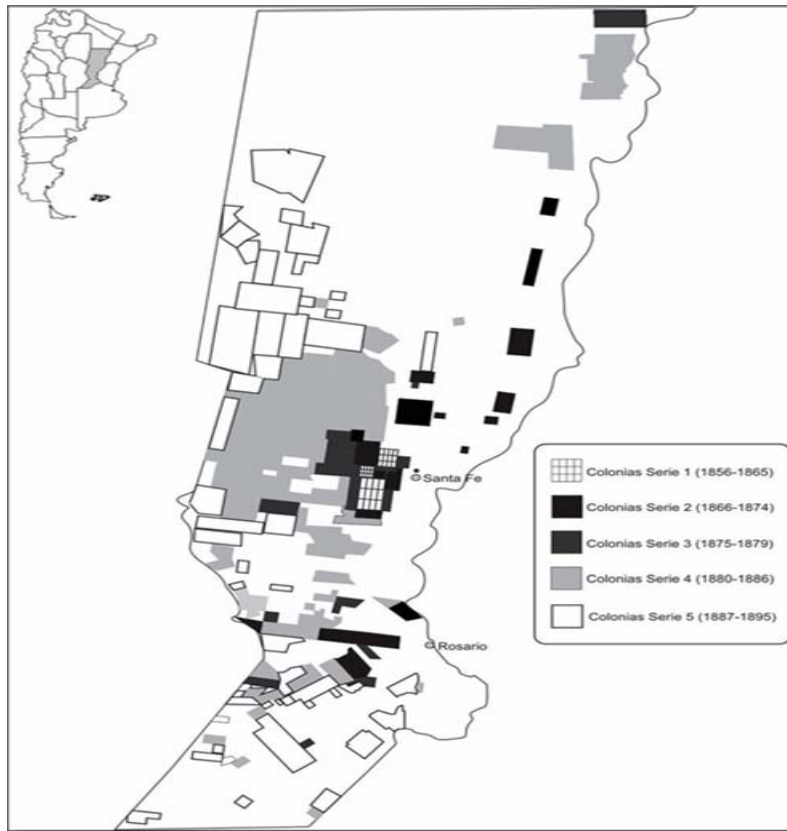 Santa Fe
Rosario
Colonias Serie 1 (1856-1865)
Colonias Serie 2 (1866-1874)
Colonias Serie 3 (1875-1879)
Colonias Serie 4 (1880-1886)
Colonias Serie 5 (1887-1895)